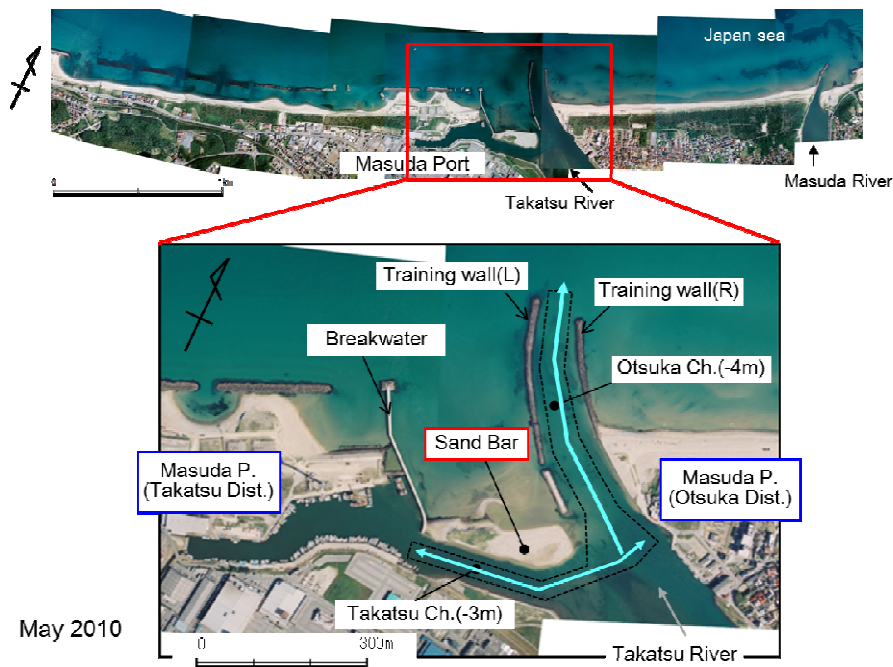 Japan sea
Masuda Port
Takatsu River
Masuda River
Training wall(L)
Training wall(R)
Breakwater
Otsuka Ch.(-4m)
Sand Bar
Masuda P.
(Takatsu Dist.)
Masuda P.
(Otsuka Dist.)
Takatsu Ch.(-3m)
May 2010
0
300m
Takatsu River